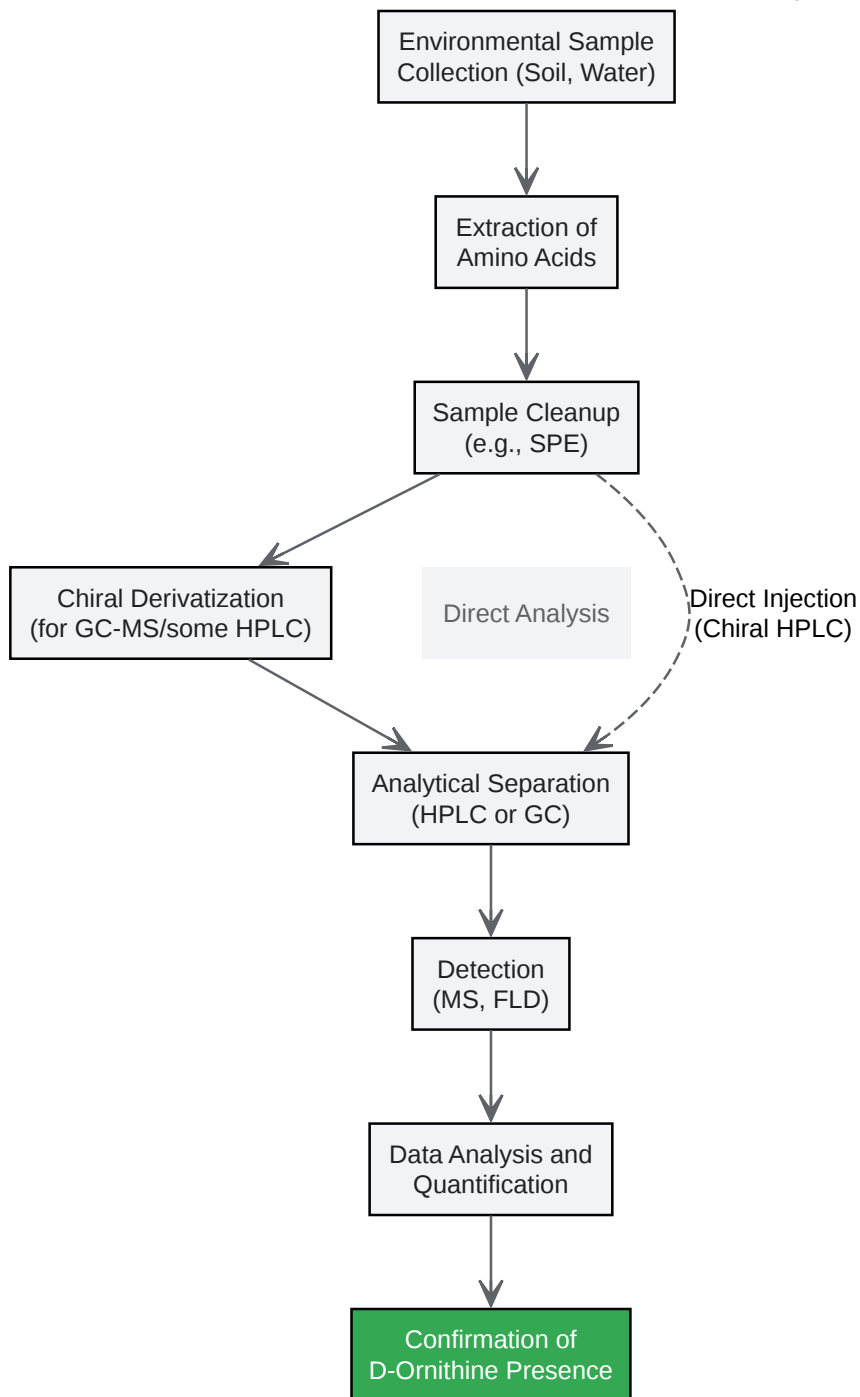 Environmental Sample
Collection (Soil, Water)
Extraction of
Amino Acids
Sample Cleanup
(e.g., SPE)
Chiral Derivatization
(for GC-MS/some HPLC)
Direct Analysis
Direct Injection
(Chiral HPLC)
Analytical Separation
(HPLC or GC)
Detection
(MS, FLD)
Data Analysis and
Quantification
Confirmation of
D-Ornithine Presence